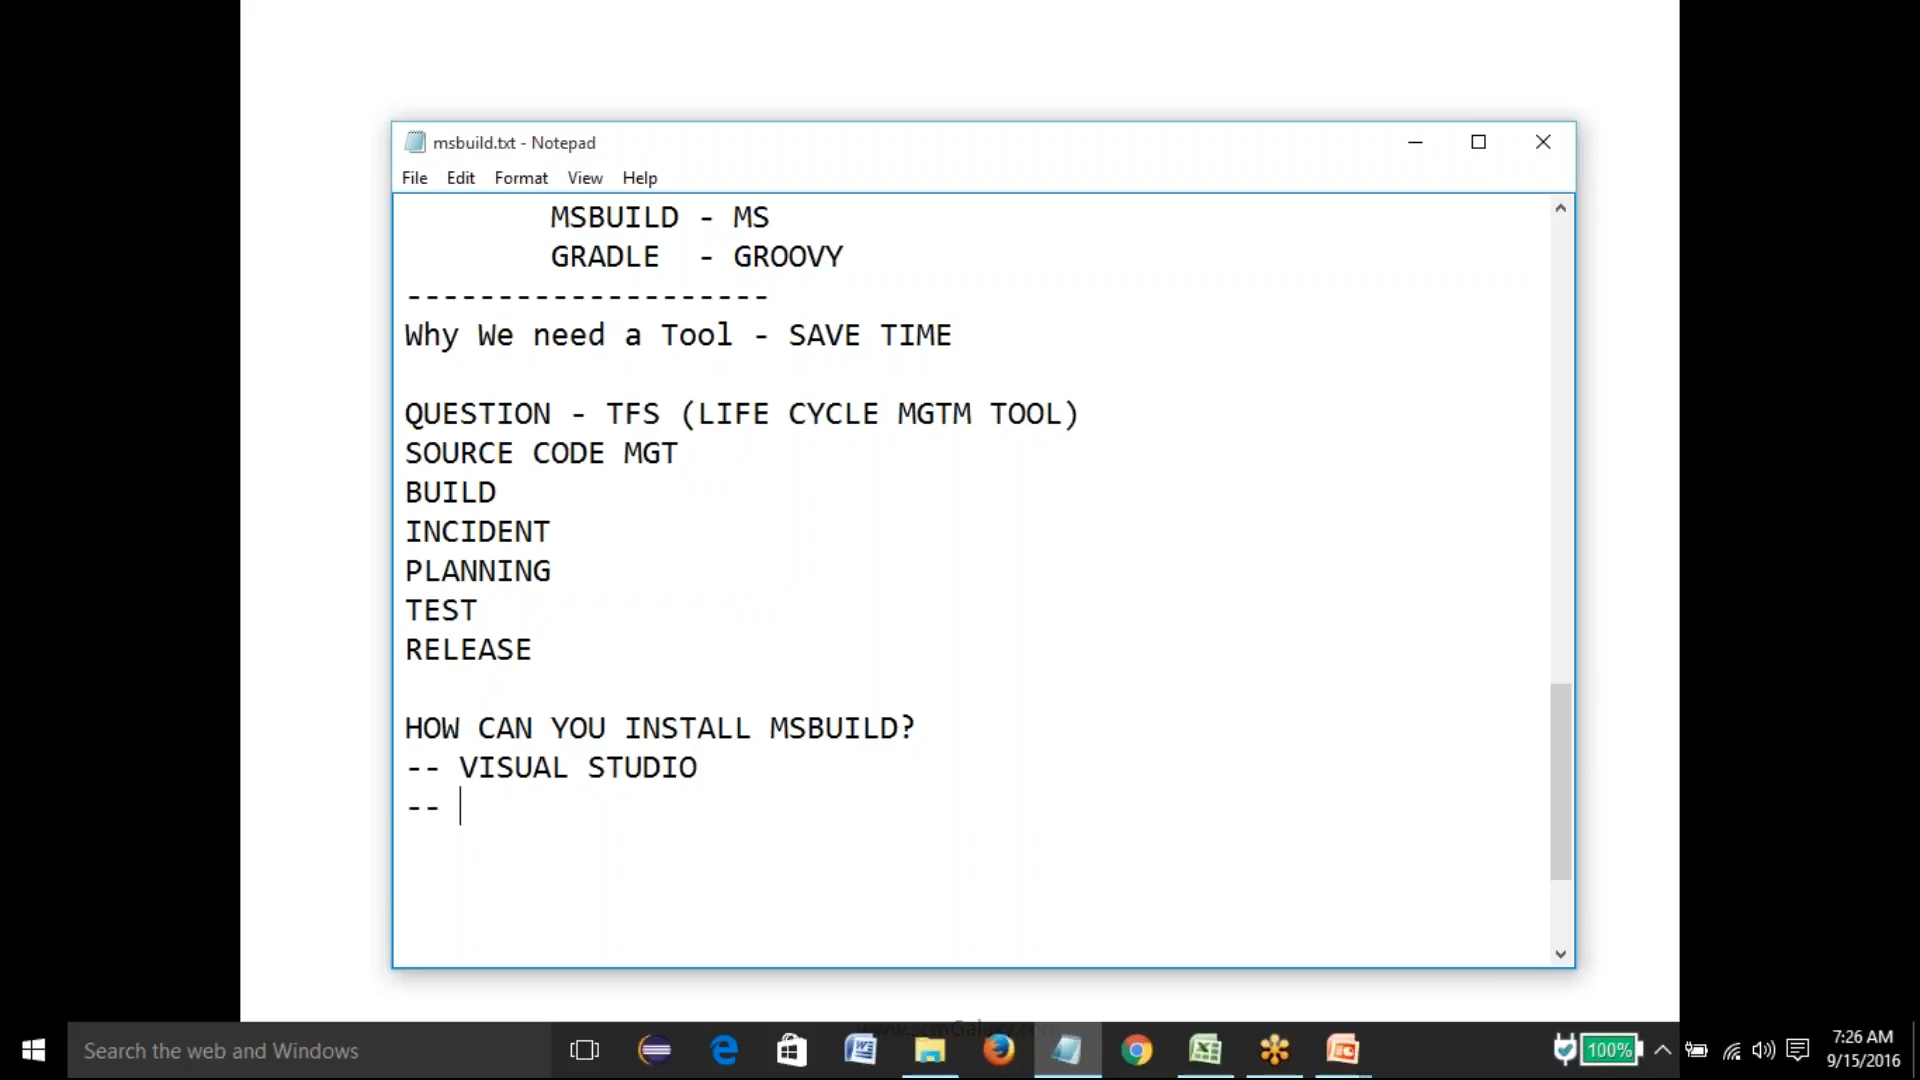 msbuild.txt - Notepad
File Edit Format View Help
MSBUILD - MS
GRADLE - GROOVY
--------------------
Why We need a Tool - SAVE TIME
QUESTION - TFS (LIFE CYCLE MGTM TOOL)
SOURCE CODE MGT
BUILD
INCIDENT
PLANNING
TEST
RELEASE
HOW CAN YOU INSTALL MSBUILD?
-- VISUAL STUDIO
--
Search the web and Windows
100%
7:26 AM
9/15/2016